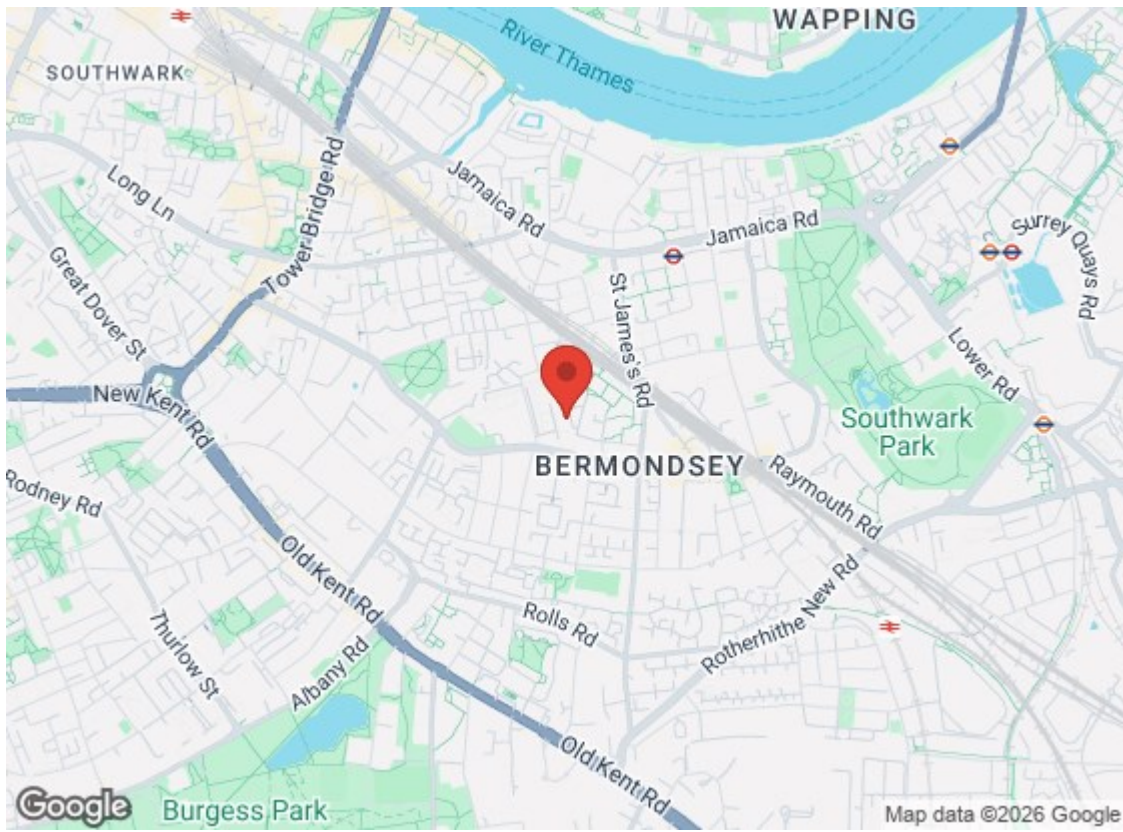 WAPPING
River Thames
SOUTHWARK
Long Ln
Tower Bridge Rd
Jamaica Rd
Jamaica Rd
Surrey Quays Rd
Great Dover St
St James's Rd
Lower Rd
New Kent Rd
Southwark
Park
BERMONDSEY
Raymouth Rd
Rodney Rd
Old Kent Rd
Rolls Rd
Rotherhithe New Rd
Thurlow St
Albany Rd
Old Kent Rd
Google
Burgess Park
Map data ©2026 Google